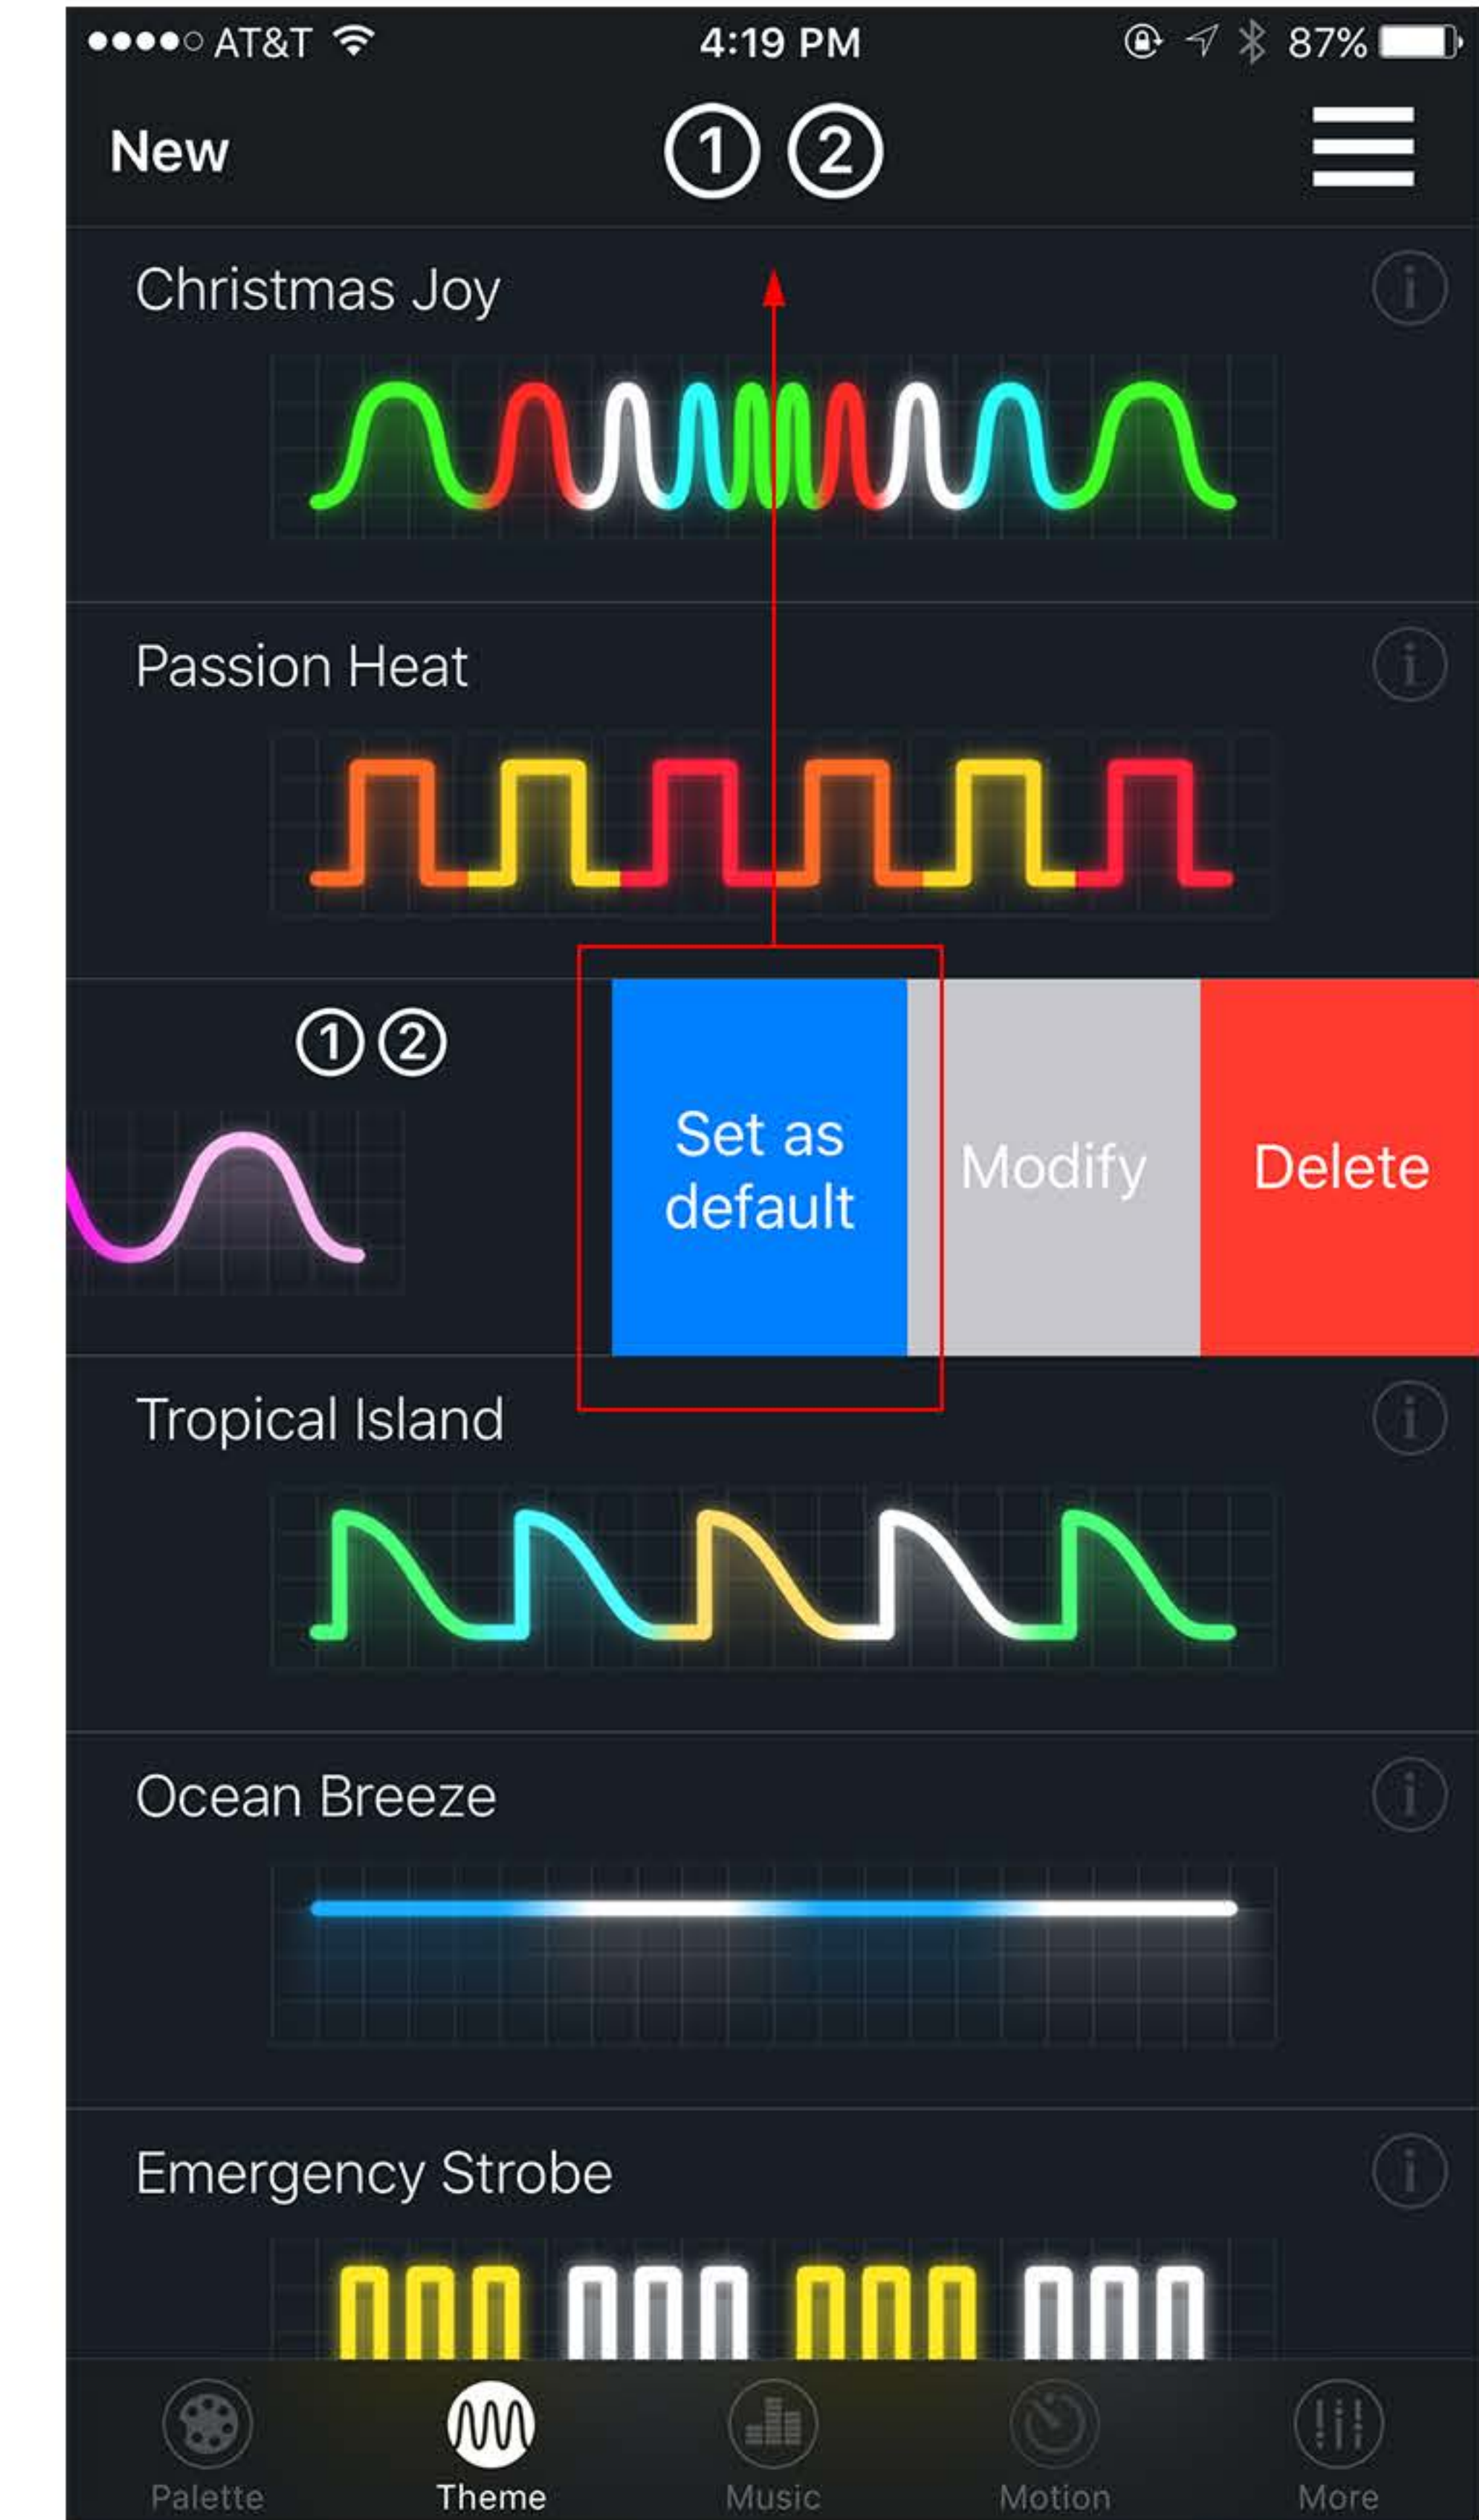 AT&T 4:19 PM 87%
New ① ②
Christmas Joy
Passion Heat
① ②
Set as
default
Modify
Delete
Tropical Island
Ocean Breeze
Emergency Strobe
Palette Theme Music Motion More